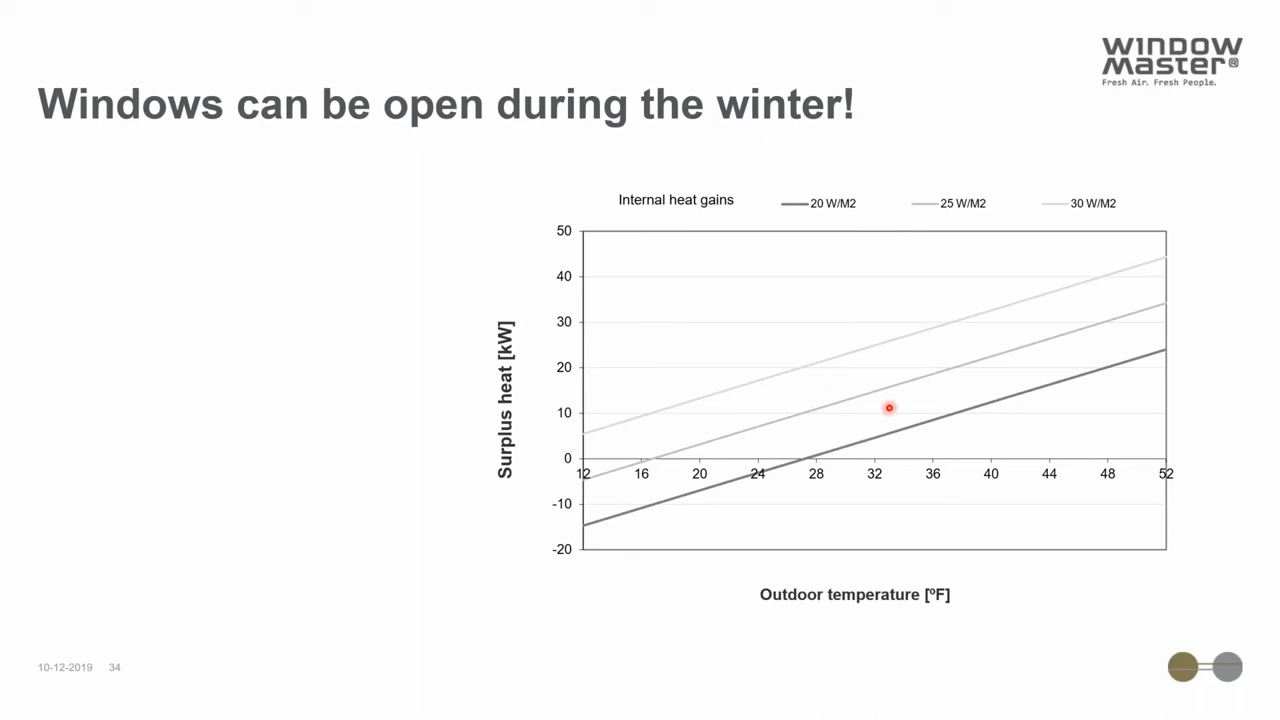 WINDOW
Master®
Fresh Air. Fresh People.
Windows can be open during the winter!
Internal heat gains
20 W/M2
25 W/M2
30 W/M2
50
40
30
20
10
0
-10
-20
Surplus heat [kW]
12 16 20 24 28 32 36 40 44 48 52
Outdoor temperature [ºF]
10-12-2019 34